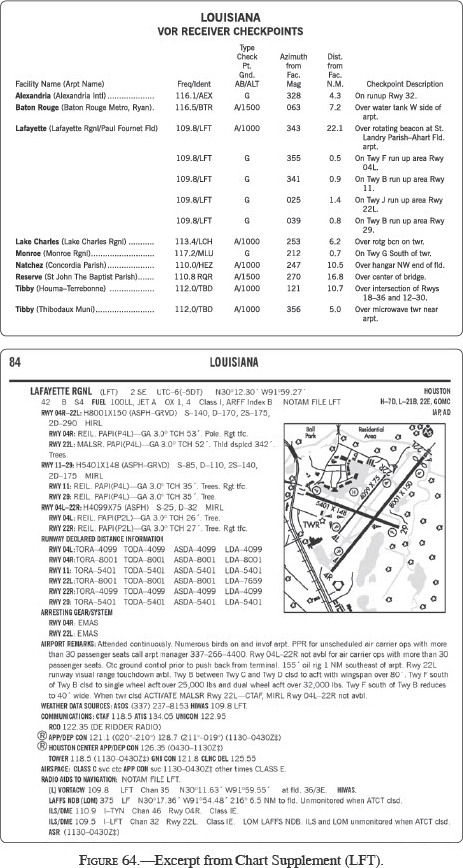 LOUISIANA
VOR RECEIVER CHECKPOINTS
Facility Name (Arpt Name) Freq/Ident Type Check Pt. Gnd. AB/ALT Azimuth from Fac. Mag Dist. from Fac. N.M. Checkpoint Description
Alexandria (Alexandria Intl) ..................... 116.1/AEX G 328 4.3 On runup Rwy 32.
Baton Rouge (Baton Rouge Metro, Ryan). 116.5/BTR A/1500 063 7.2 Over water tank W side of
arpt.
Lafayette (Lafayette Rgnl/Paul Fournet Fld) 109.8/LFT A/1000 343 22.1 Over rotating beacon at St.
Landry Parish–Ahart Fld.
arpt.
109.8/LFT G 355 0.5 On Twy F run up area Rwy
04L.
109.8/LFT G 341 0.9 On Twy B run up area Rwy
11.
109.8/LFT G 025 1.4 On Twy J run up area Rwy
22L.
109.8/LFT G 039 0.8 On Twy B run up area Rwy
29.
Lake Charles (Lake Charles Rgnl) ............ 113.4/LCH A/1000 253 6.2 Over rotg bcn on twr.
Monroe (Monroe Rgnl)............................ 117.2/MLU G 212 0.7 On Twy G South of twr.
Natchez (Concordia Parish)..................... 110.0/HEZ A/1000 247 10.5 Over hangar NW end of fld.
Reserve (St John The Baptist Parish)....... 110.8 RQR A/1500 270 16.8 Over center of bridge.
Tibby (Houma–Terrebonne) .................... 112.0/TBD A/1000 121 10.7 Over intersection of Rwys
18–36 and 12–30.
Tibby (Thibodaux Muni)........................... 112.0/TBD A/1000 356 5.0 Over microwave twr near
arpt.
84 LOUISIANA
LAFAYETTE RGNL (LFT) 2 SE UTC–6(–5DT) N30°12.30´ W91°59.27´ HOUSTON
42 B S4 FUEL 100LL, JET A OX 1, 4 Class I, ARFF Index B NOTAM FILE LFT H–7D, L–21B, 22E, GOMC
IAP, AD
RWY 04R–22L: H8001X150 (ASPH–GRVD) S–140, D–170, 2S–175,
2D–290 HIRL
RWY 04R: REIL. PAPI(P4L)—GA 3.0° TCH 53´. Pole. Rgt tfc.
RWY 22L: MALSR. PAPI(P4L)—GA 3.0° TCH 52´. Thld dsplcd 342´.
Trees.
RWY 11–29: H5401X148 (ASPH–GRVD) S–85, D–110, 2S–140,
2D–175 MIRL
RWY 11: REIL. PAPI(P4L)—GA 3.0° TCH 35´. Trees. Rgt tfc.
RWY 29: REIL. PAPI(P4L)—GA 3.0° TCH 35´. Tree.
RWY 04L–22R: H4099X75 (ASPH) S–25, D–32 MIRL
RWY 04L: REIL. PAPI(P2L)—GA 3.0° TCH 26´. Tree.
RWY 22R: REIL. PAPI(P2L)—GA 3.0° TCH 27´. Tree. Rgt tfc.
RUNWAY DECLARED DISTANCE INFORMATION
RWY 04L:TORA–4099 TODA–4099 ASDA–4099 LDA–4099
RWY 04R:TORA–8001 TODA–8001 ASDA–8001 LDA–8001
RWY 11: TORA–5401 TODA–5401 ASDA–5401 LDA–5401
RWY 22L:TORA–8001 TODA–8001 ASDA–8001 LDA–7659
RWY 22R:TORA–4099 TODA–4099 ASDA–4099 LDA–4099
RWY 29: TORA–5401 TODA–5401 ASDA–5401 LDA–5401
ARRESTING GEAR/SYSTEM
RWY 04R: EMAS
RWY 22L: EMAS
Ball Park
Residential Area
4099 X 75
8001 X 150
5401 X 148
TWR
29
4R
AIRPORT REMARKS: Attended continuously. Numerous birds on and invof arpt. PPR for unscheduled air carrier ops with more
than 30 passenger seats call arpt manager 337–266–4400. Rwy 04L–22R not avbl for air carrier ops with more than 30
passenger seats. Ctc ground control prior to push back from terminal. 155´ oil rig 1 NM southeast of arpt. Rwy 22L
runway visual range touchdown avbl. Twy B between Twy C and Twy D clsd to acft with wingspan over 80´. Twy F south
of Twy B clsd to single wheel acft over 25,000 lbs and dual wheel acft over 32,000 lbs. Twy F south of Twy B reduces
to 40´ wide. When twr clsd ACTIVATE MALSR Rwy 22L—CTAF, MIRL Rwy 04L–22R not avbl.
WEATHER DATA SOURCES: ASOS (337) 237–8153 HIWAS 109.8 LFT.
COMMUNICATIONS: CTAF 118.5 ATIS 134.05 UNICOM 122.95
RCO 122.35 (DE RIDDER RADIO)
Ⓡ APP/DEP CON 121.1 (020°–210°) 128.7 (211°–019°) (1130–0430Z‡)
Ⓡ HOUSTON CENTER APP/DEP CON 126.35 (0430–1130Z‡)
TOWER 118.5 (1130–0430Z‡) GND CON 121.8 CLNC DEL 125.55
AIRSPACE: CLASS C svc ctc APP CON svc 1130–0430Z‡ other times CLASS E.
RADIO AIDS TO NAVIGATION: NOTAM FILE LFT.
(L) VORTACW 109.8 LFT Chan 35 N30°11.63´ W91°59.55´ at fld. 36/3E. HIWAS.
LAFFS NDB (LOM) 375 LF N30°17.36´ W91°54.48´ 216° 6.5 NM to fld. Unmonitored when ATCT clsd.
ILS/DME 110.9 I–TYN Chan 46 Rwy 04R. Class IE.
ILS/DME 109.5 I–LFT Chan 32 Rwy 22L. Class IE. LOM LAFFS NDB. ILS and LOM unmonitored when ATCT clsd.
ASR (1130–0430Z‡)
FIGURE 64.—Excerpt from Chart Supplement (LFT).